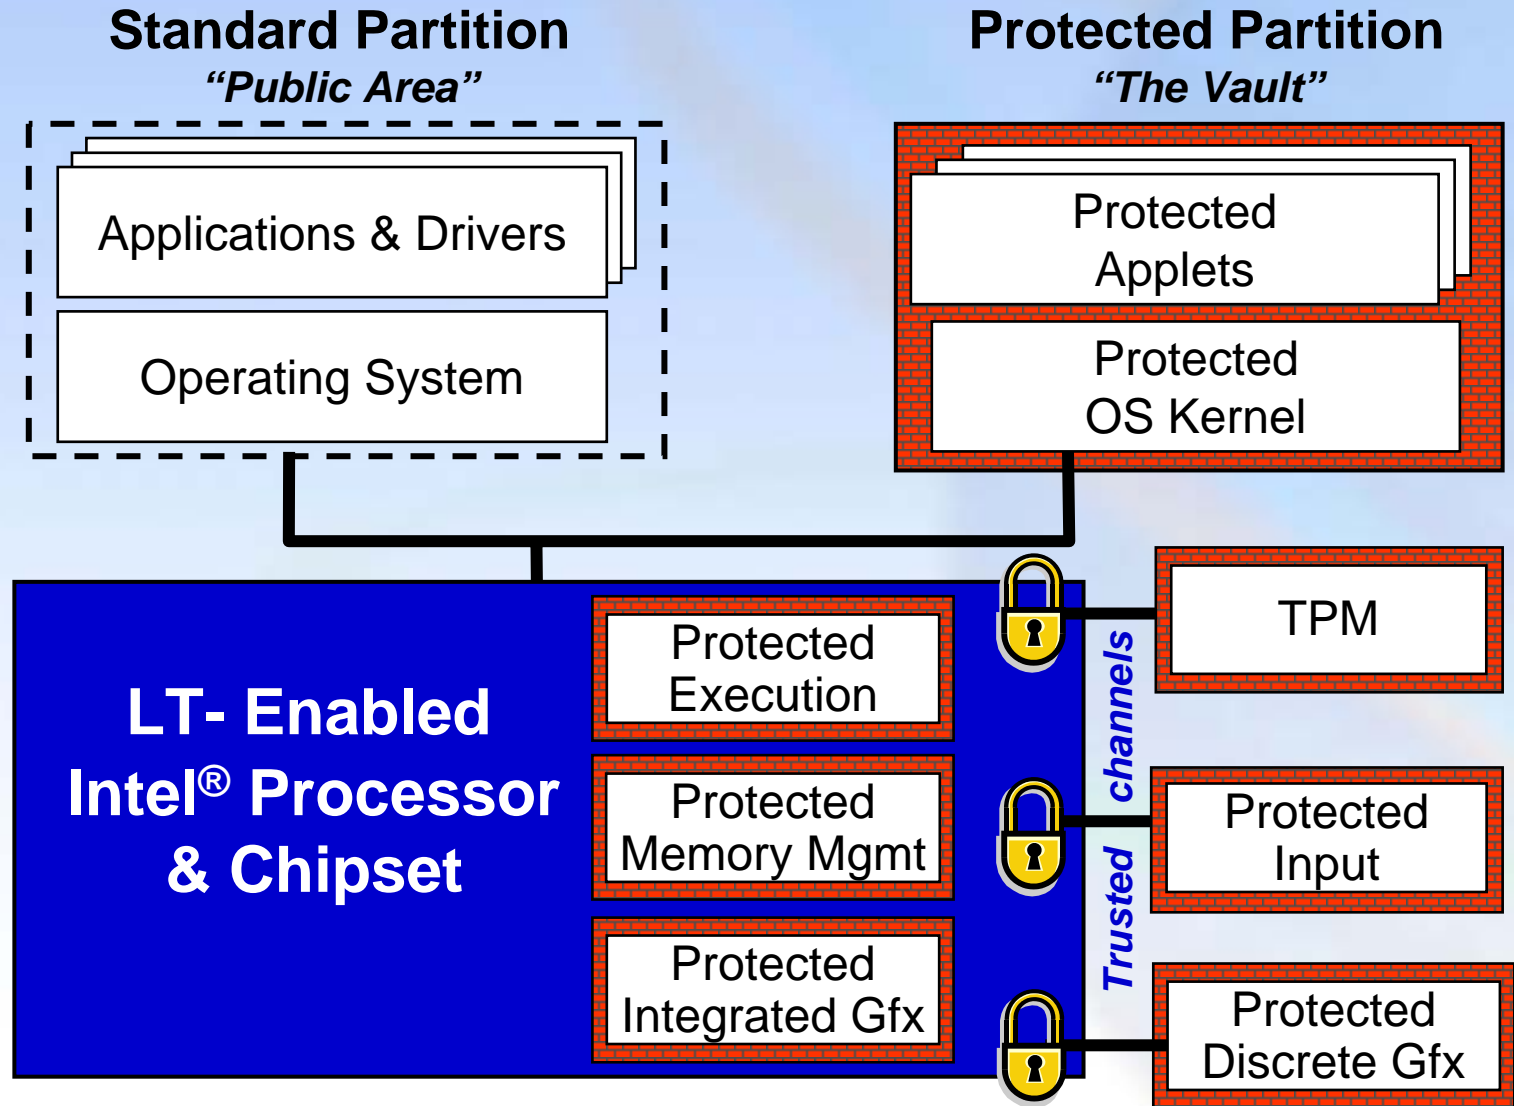 Standard Partition
“Public Area”
Applications & Drivers
Operating System
Protected Partition
“The Vault”
Protected
Applets
Protected
OS Kernel
LT- Enabled
Intel® Processor
& Chipset
Protected
Execution
Protected
Memory Mgmt
Protected
Integrated Gfx
Trusted channels
TPM
Protected
Input
Protected
Discrete Gfx